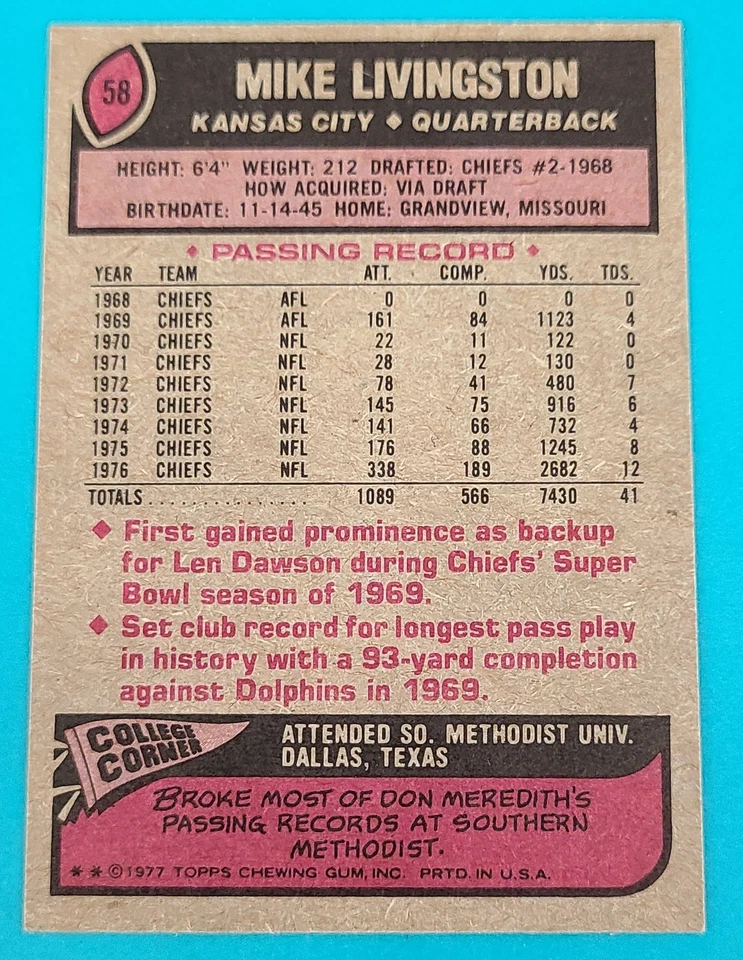 58
MIKE LIVINGSTON
KANSAS CITY ◆ QUARTERBACK
HEIGHT: 6'4" WEIGHT: 212 DRAFTED: CHIEFS #2-1968
HOW ACQUIRED: VIA DRAFT
BIRTHDATE: 11-14-45 HOME: GRANDVIEW, MISSOURI
◆ PASSING RECORD ◆
YEAR TEAM ATT. COMP. YDS. TDS.
1968 CHIEFS AFL 0 0 0 0
1969 CHIEFS AFL 161 84 1123 4
1970 CHIEFS NFL 22 11 122 0
1971 CHIEFS NFL 28 12 130 0
1972 CHIEFS NFL 78 41 480 7
1973 CHIEFS NFL 145 75 916 6
1974 CHIEFS NFL 141 66 732 4
1975 CHIEFS NFL 176 88 1245 8
1976 CHIEFS NFL 338 189 2682 12
TOTALS.................... 1089 566 7430 41
◆ First gained prominence as backup
for Len Dawson during Chiefs' Super
Bowl season of 1969.
◆ Set club record for longest pass play
in history with a 93-yard completion
against Dolphins in 1969.
COLLEGE
CORNER
ATTENDED SO. METHODIST UNIV.
DALLAS, TEXAS
BROKE MOST OF DON MEREDITH'S
PASSING RECORDS AT SOUTHERN
METHODIST.
* * © 1977 TOPPS CHEWING GUM, INC. PRTD. IN U.S.A.